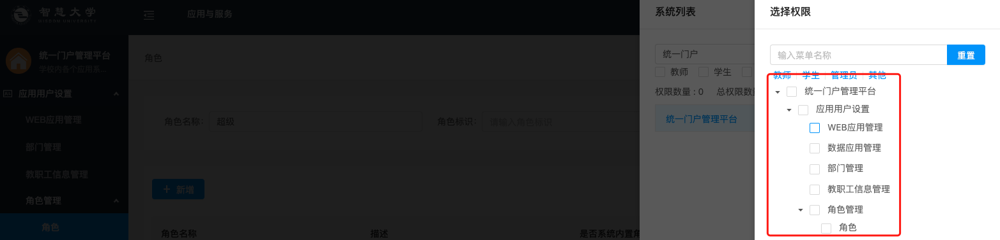 智慧大学
WISDOM UNIVERSITY
应用与服务
统一门户管理平台
学校内各个应用系...
应用用户设置
WEB应用管理
部门管理
教职工信息管理
角色管理
角色
角色
角色名称: 超级 角色标识: 请输入角色标识
+ 新增
角色名称 描述 是否系统内置角
系统列表
统一门户
教师 学生
权限数量 : 0 总权限数
统一门户管理平台
选择权限
输入菜单名称 重置
教师 学生 管理员 其他
统一门户管理平台
应用用户设置
WEB应用管理
数据应用管理
部门管理
教职工信息管理
角色管理
角色